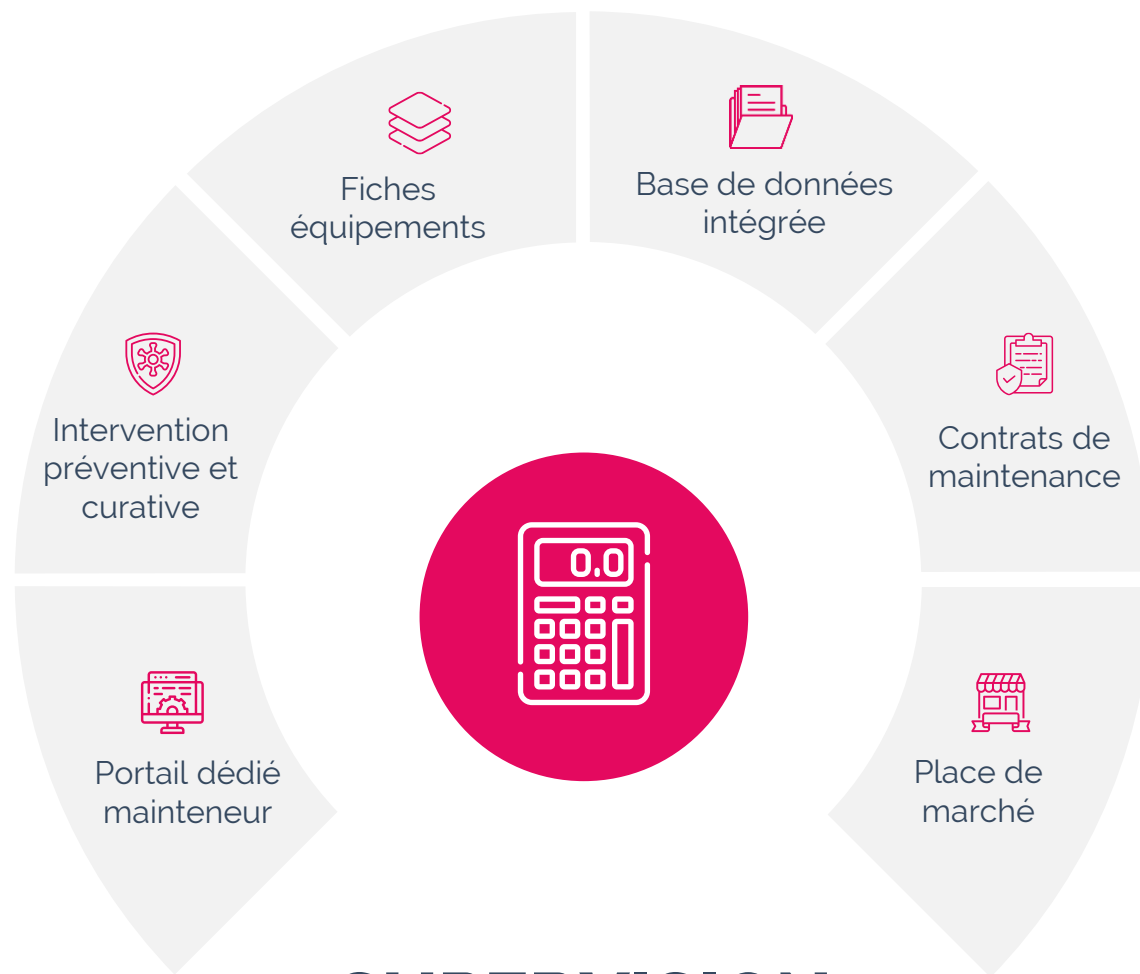 Fiches
équipements
Base de données
intégrée
Intervention
préventive et
curative
Contrats de
maintenance
0.0
Portail dédié
mainteneur
Place de
marché